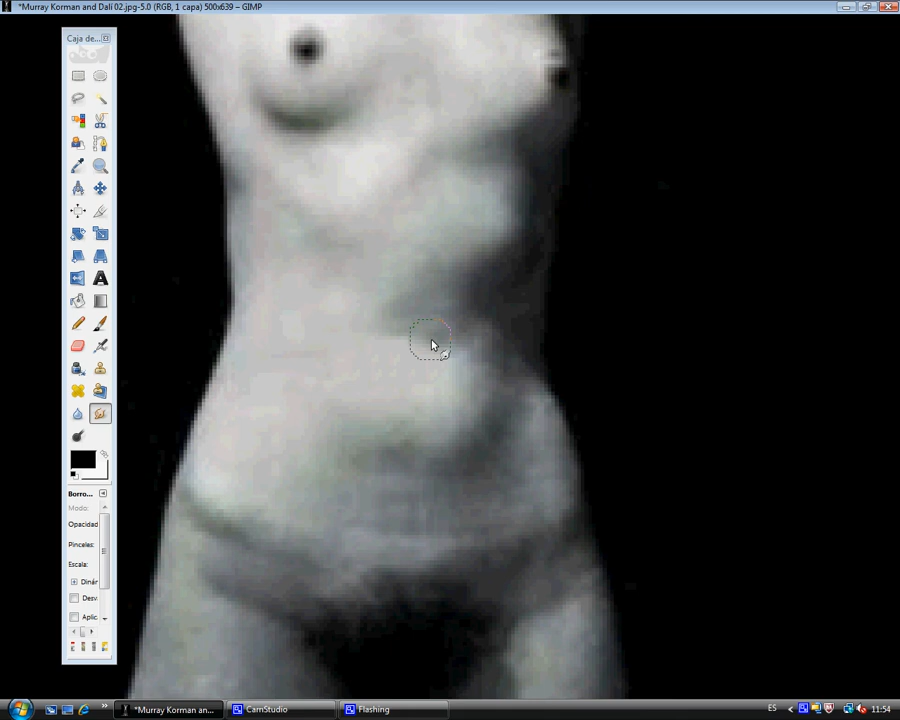 *Murray Korman and Dalí 02.jpg-5.0 (RGB, 1 capa) 500x639 – GIMP
Caja de...
Borro...
Modo:
Opacidad
Pinceles:
Escala:
Dinár
Desv
Aplic
*Murray Korman an...
CamStudio
Flashing
ES
11:54